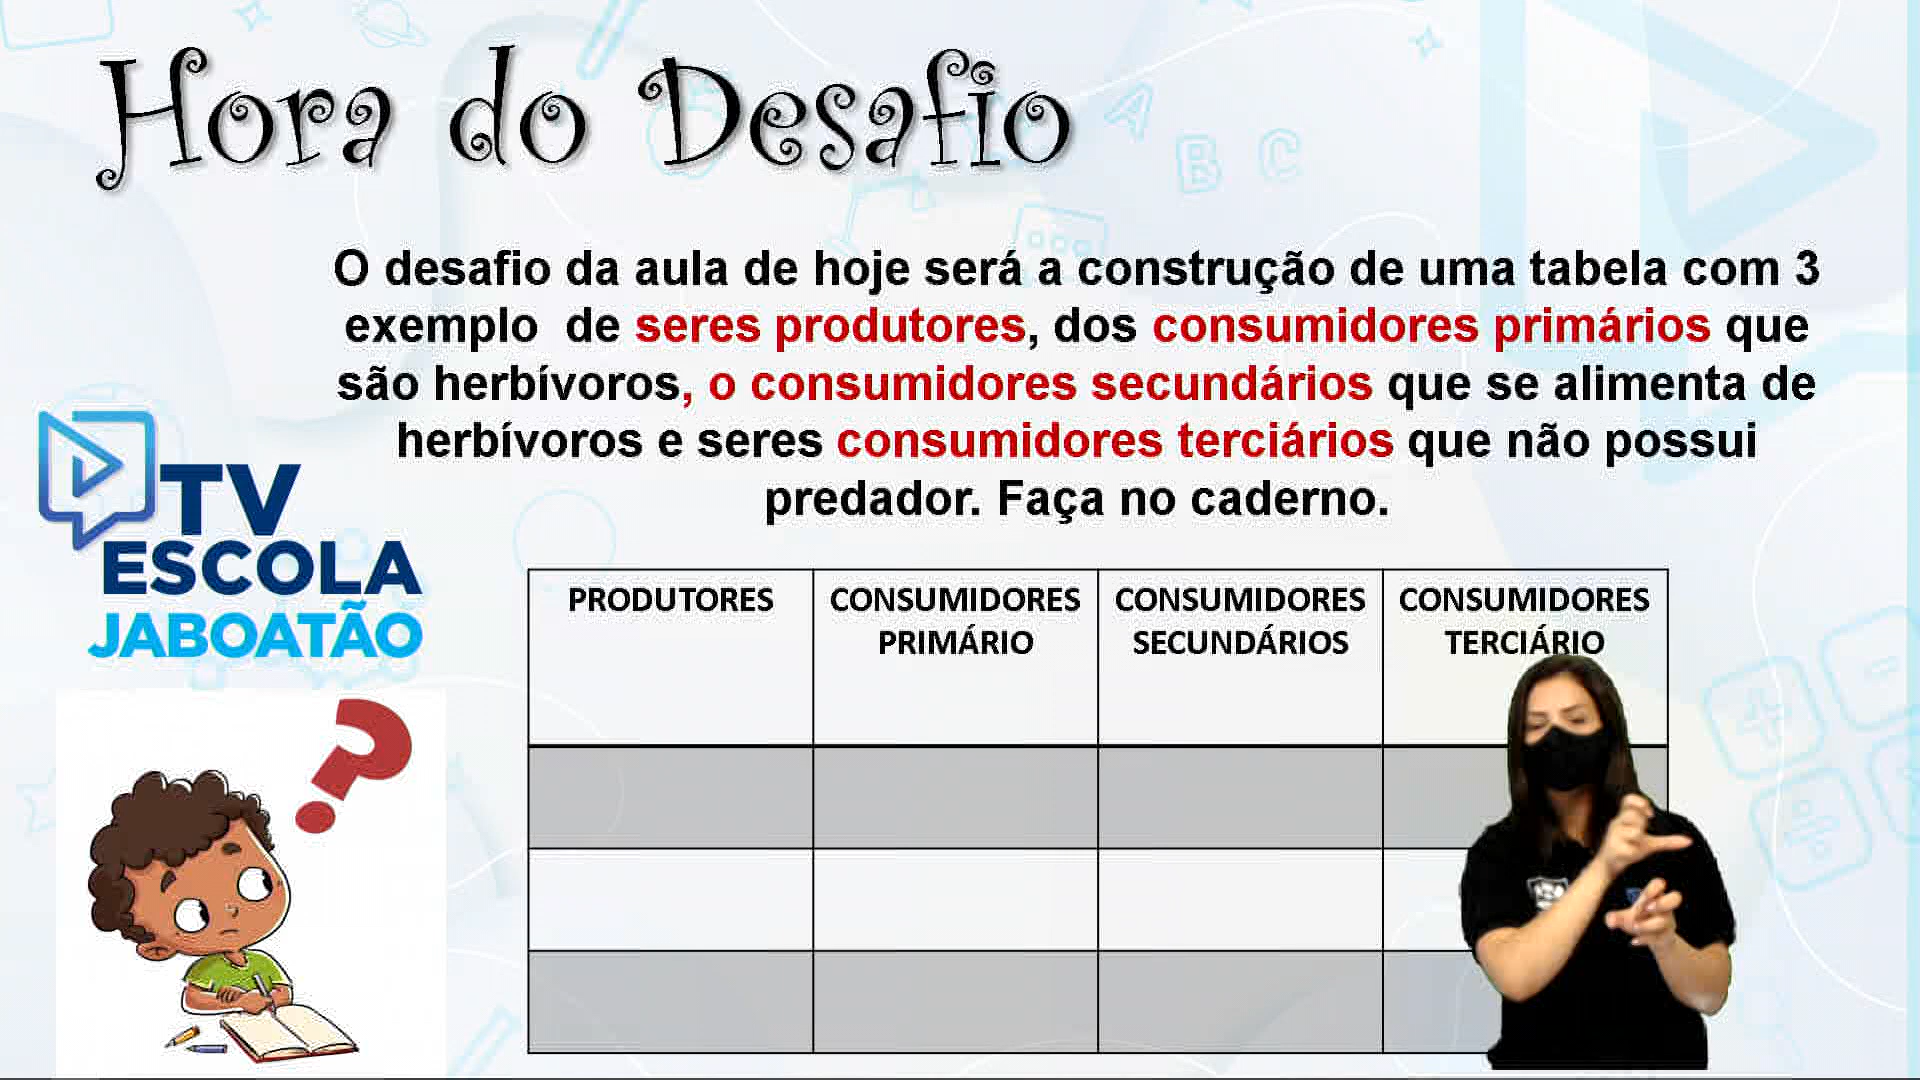 Hora do Desafio
O desafio da aula de hoje será a construção de uma tabela com 3
exemplo de seres produtores, dos consumidores primários que
são herbívoros, o consumidores secundários que se alimenta de
herbívoros e seres consumidores terciários que não possui
predador. Faça no caderno.
TV
ESCOLA
JABOATÃO
PRODUTORES
CONSUMIDORES
PRIMÁRIO
CONSUMIDORES
SECUNDÁRIOS
CONSUMIDORES
TERCIÁRIO
A
B C